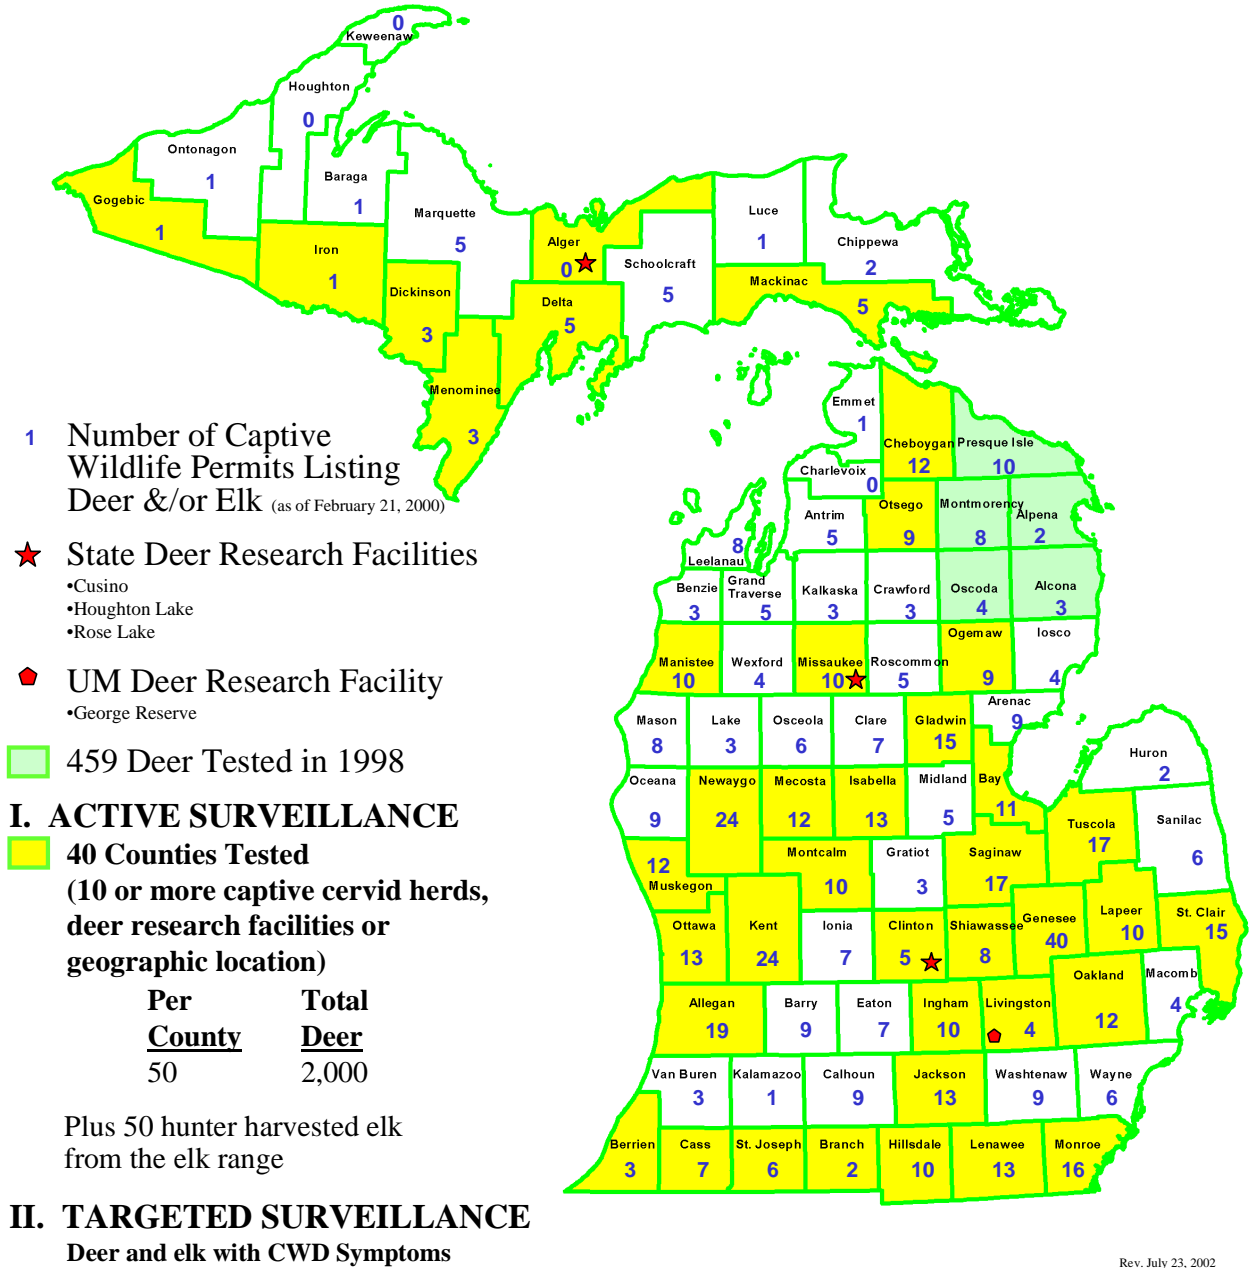 0
Keweenaw
Houghton
0
Ontonagon
1
Baraga
1
Gogebic
1
Iron
1
Marquette
5
Dickinson
3
Alger
0
Delta
5
Schoolcraft
5
Luce
1
Chippewa
2
Mackinac
5
Menominee
3
Emmet
1
Cheboygan
12
Presque Isle
10
Charlevoix
0
Antrim
5
Otsego
9
Montmorency
8
Alpena
2
8
Leelanau
Benzie
3
Grand
Traverse
5
Kalkaska
3
Crawford
3
Oscoda
4
Alcona
3
Manistee
10
Wexford
4
Missaukee
10
Roscommon
5
Ogemaw
9
Iosco
4
Mason
8
Lake
3
Osceola
6
Clare
7
Gladwin
15
Arenac
9
Huron
2
Oceana
9
Newaygo
24
Mecosta
12
Isabella
13
Midland
5
Bay
11
Tuscola
17
Sanilac
6
12
Muskegon
Montcalm
10
Gratiot
3
Saginaw
17
Ottawa
13
Kent
24
Ionia
7
Clinton
5
Shiawassee
8
Genesee
40
Lapeer
10
St. Clair
15
Allegan
19
Barry
9
Eaton
7
Ingham
10
Livingston
4
Oakland
12
Macomb
4
Van Buren
3
Kalamazoo
1
Calhoun
9
Jackson
13
Washtenaw
9
Wayne
6
Berrien
3
Cass
7
St. Joseph
6
Branch
2
Hillsdale
10
Lenawee
13
Monroe
16
1 Number of Captive
Wildlife Permits Listing
Deer &/or Elk (as of February 21, 2000)
State Deer Research Facilities
•Cusino
•Houghton Lake
•Rose Lake
UM Deer Research Facility
•George Reserve
459 Deer Tested in 1998
I. ACTIVE SURVEILLANCE
40 Counties Tested
(10 or more captive cervid herds,
deer research facilities or
geographic location)
Per Total
County Deer
50 2,000
Plus 50 hunter harvested elk
from the elk range
II. TARGETED SURVEILLANCE
Deer and elk with CWD Symptoms
Rev. July 23, 2002